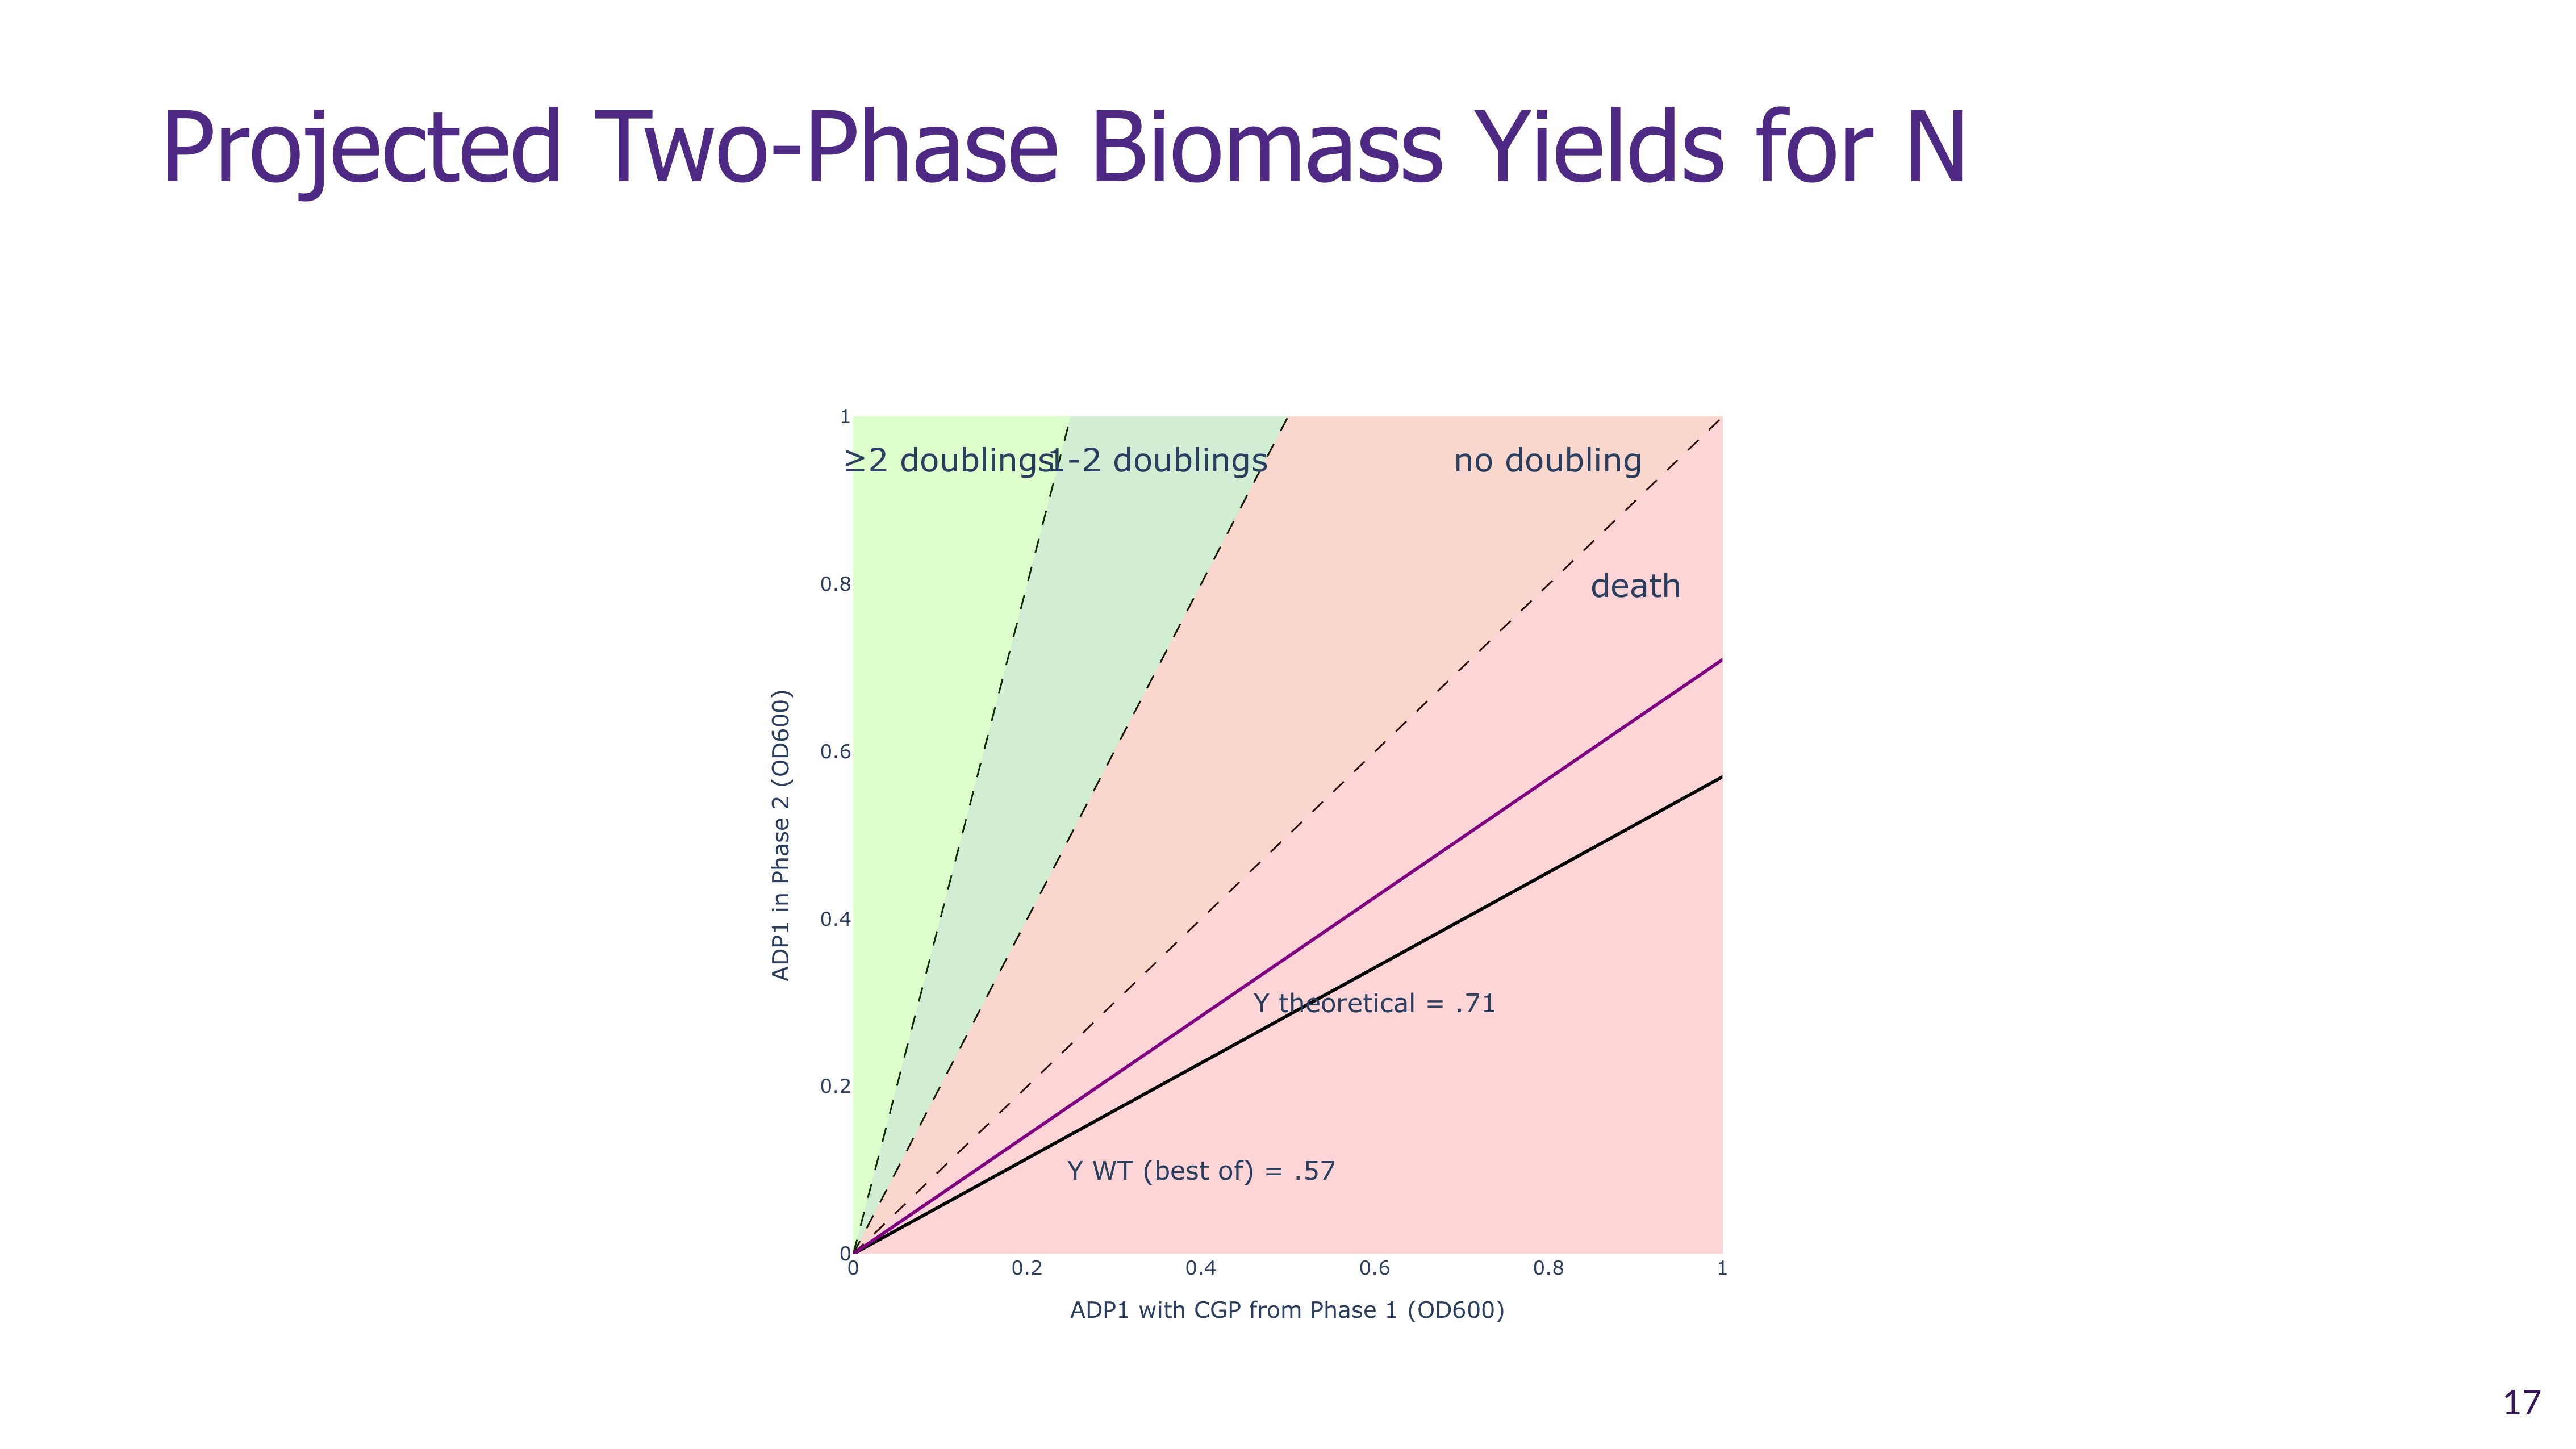 Projected Two-Phase Biomass Yields for N
1
≥2 doublings
1-2 doublings
no doubling
0.8
death
0.6
ADP1 in Phase 2 (OD600)
0.4
Y theoretical = .71
0.2
Y WT (best of) = .57
0
0
0.2
0.4
0.6
0.8
1
ADP1 with CGP from Phase 1 (OD600)
17